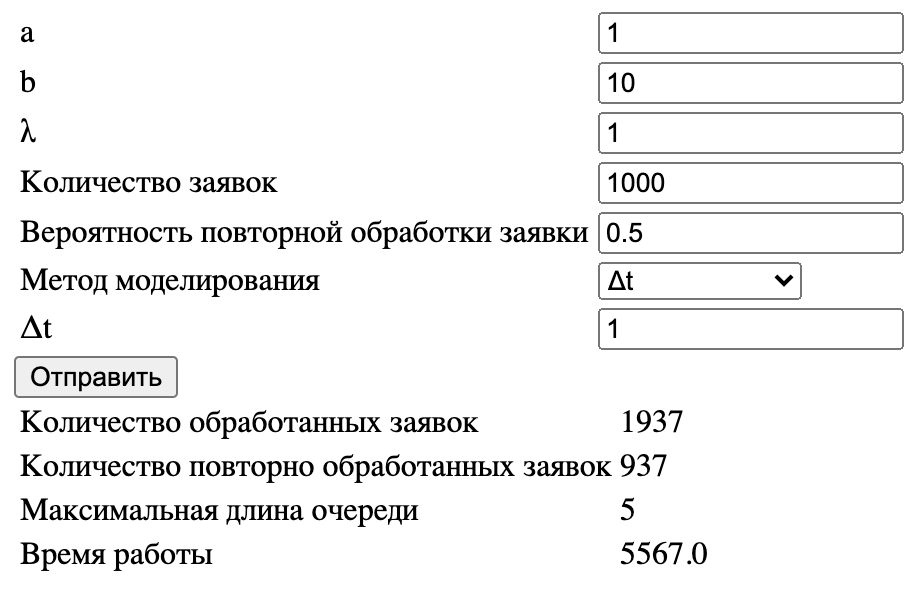 a 1
b 10
λ 1
Количество заявок 1000
Вероятность повторной обработки заявки 0.5
Метод моделирования Δt
Δt 1
Отправить
Количество обработанных заявок 1937
Количество повторно обработанных заявок 937
Максимальная длина очереди 5
Время работы 5567.0